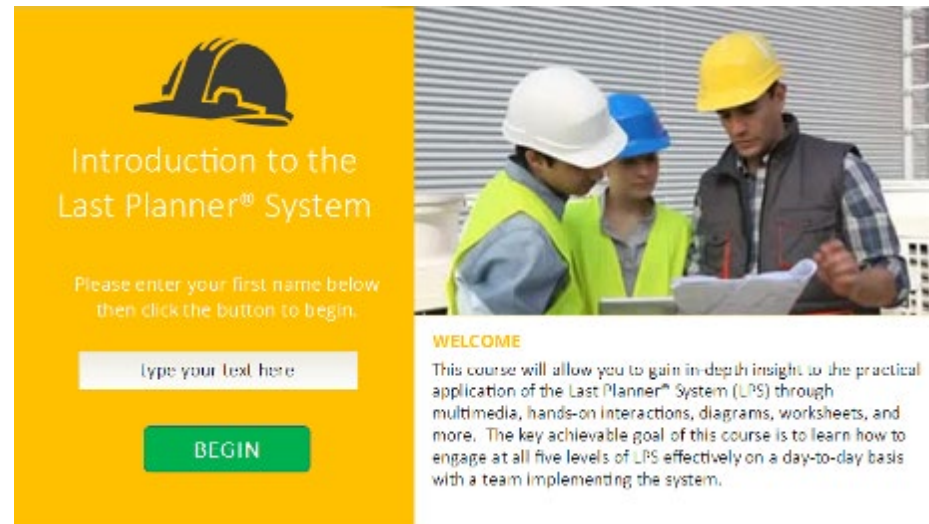 Introduction to the
Last Planner® System
Please enter your first name below
then click the button to begin.
type your text here
BEGIN
WELCOME
This course will allow you to gain in-depth insight to the practical
application of the Last Planner® System (LPS) through
multimedia, hands-on interactions, diagrams, worksheets, and
more. The key achievable goal of this course is to learn how to
engage at all five levels of LPS effectively on a day-to-day basis
with a team implementing the system.